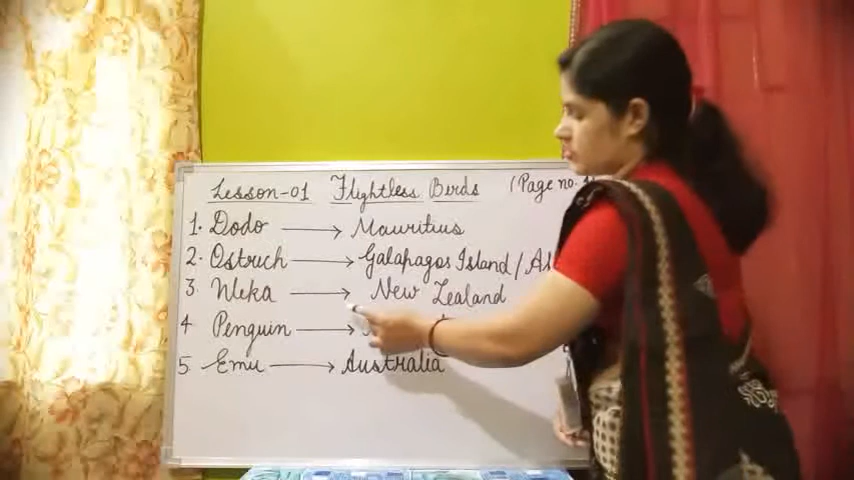 Lesson-01 Flightless Birds (Page no.
1. Dodo → Mauritius
2. Ostrich → Galapagos Island /
3. Weka → New Zealand
4 Penguin →
5. Emu → Australia